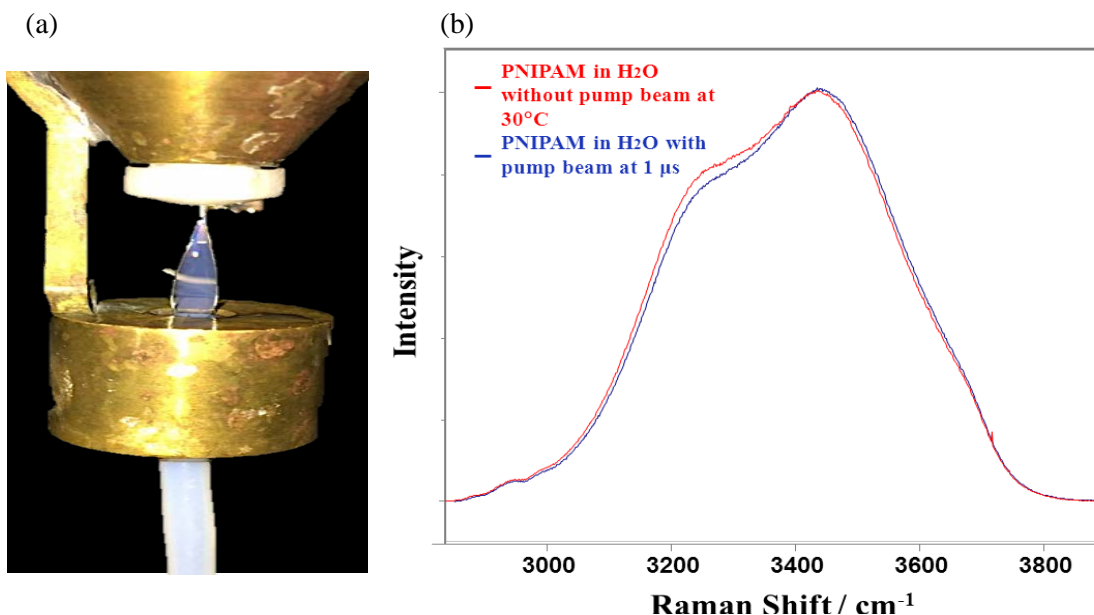 (a)
(b)
PNIPAM in H2O
without pump beam at
30°C
PNIPAM in H2O with
pump beam at 1 μs
Intensity
3000 3200 3400 3600 3800
Raman Shift / cm⁻¹